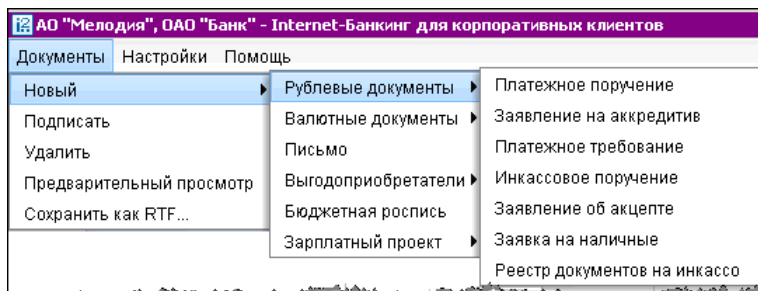 АО "Мелодия", ОАО "Банк" - Internet-Банкинг для корпоративных клиентов
Документы Настройки Помощь
Новый
Подписать
Удалить
Предварительный просмотр
Сохранить как RTF...
Рублевые документы
Валютные документы
Письмо
Выгодоприобретатели
Бюджетная роспись
Зарплатный проект
Платежное поручение
Заявление на аккредитив
Платежное требование
Инкассовое поручение
Заявление об акцепте
Заявка на наличные
Реестр документов на инкассо